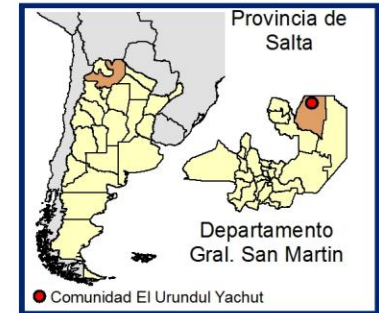 Provincia de
Salta
Departamento
Gral. San Martin
Comunidad El Urundul Yachut